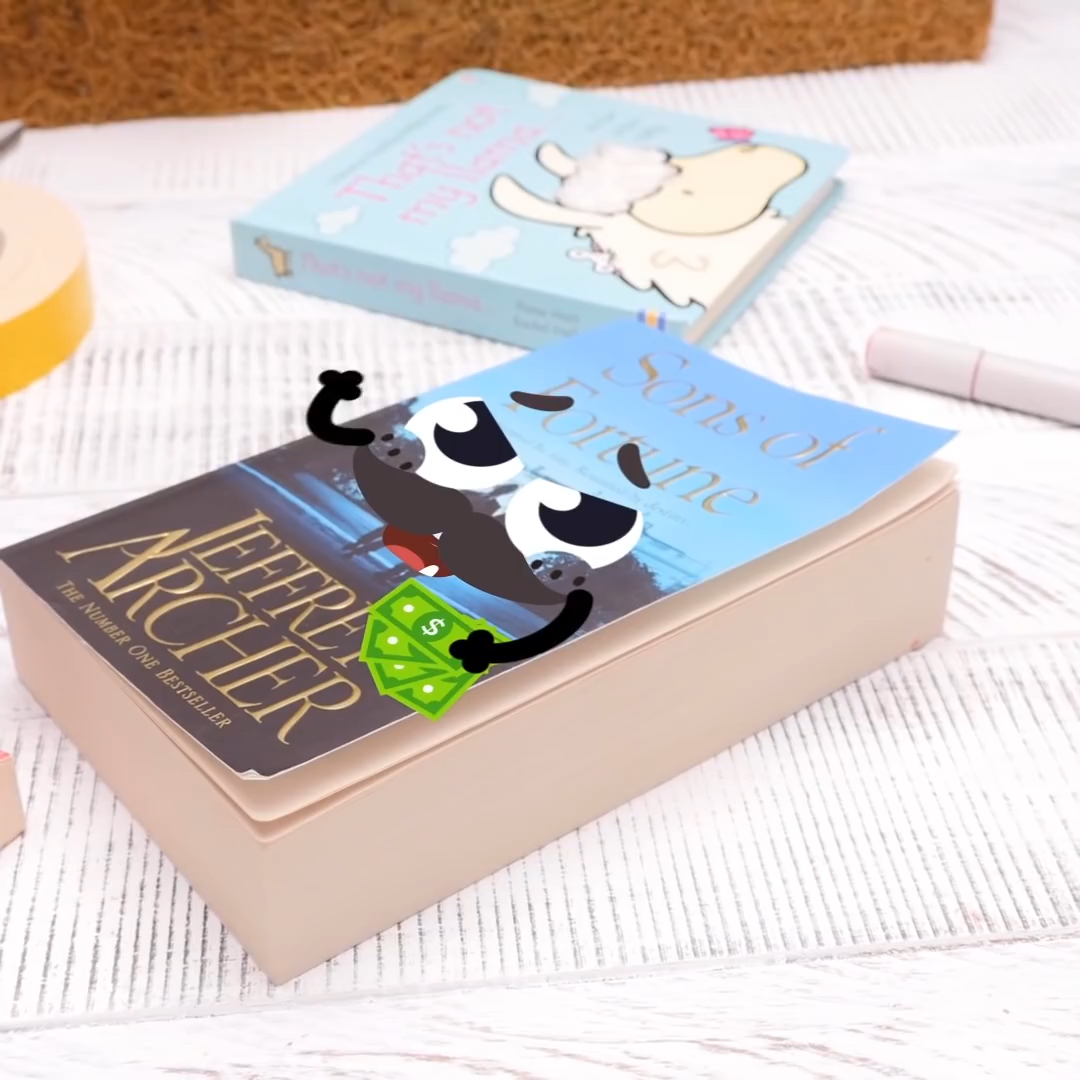 That's not
my llama...
That's not my llama...
Sons of
Fortune
$
JEFFREY
ARCHER
THE NUMBER ONE BESTSELLER